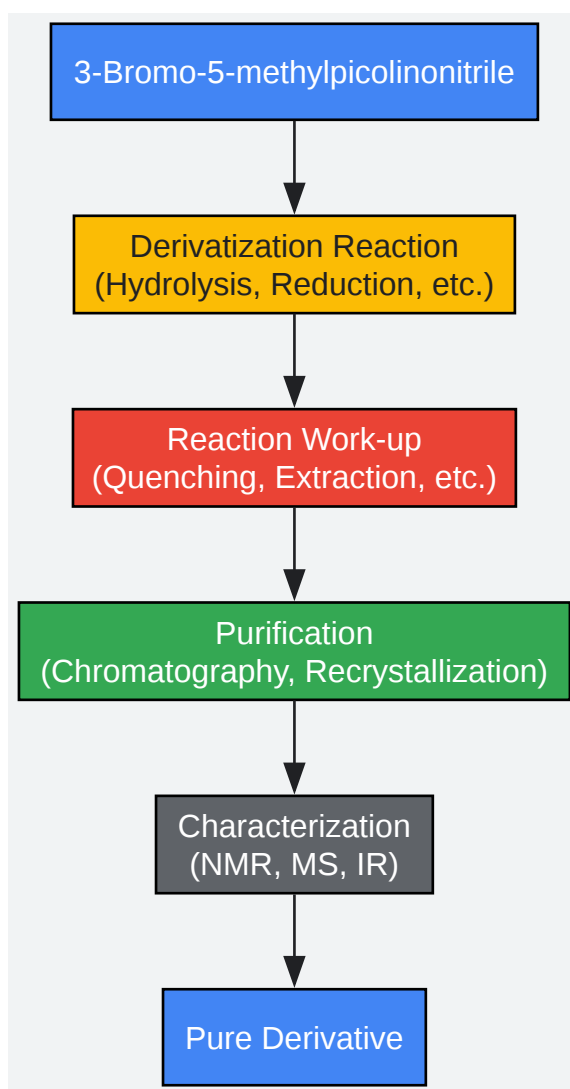 3-Bromo-5-methylpicolinonitrile
Derivatization Reaction
(Hydrolysis, Reduction, etc.)
Reaction Work-up
(Quenching, Extraction, etc.)
Purification
(Chromatography, Recrystallization)
Characterization
(NMR, MS, IR)
Pure Derivative